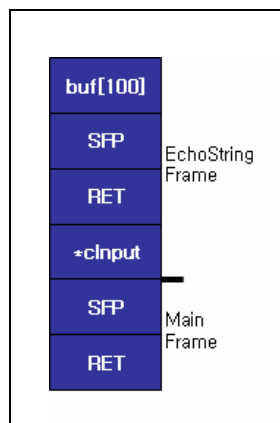 buf[100]
SFP
EchoString
Frame
RET
*cInput
SFP
Main
Frame
RET